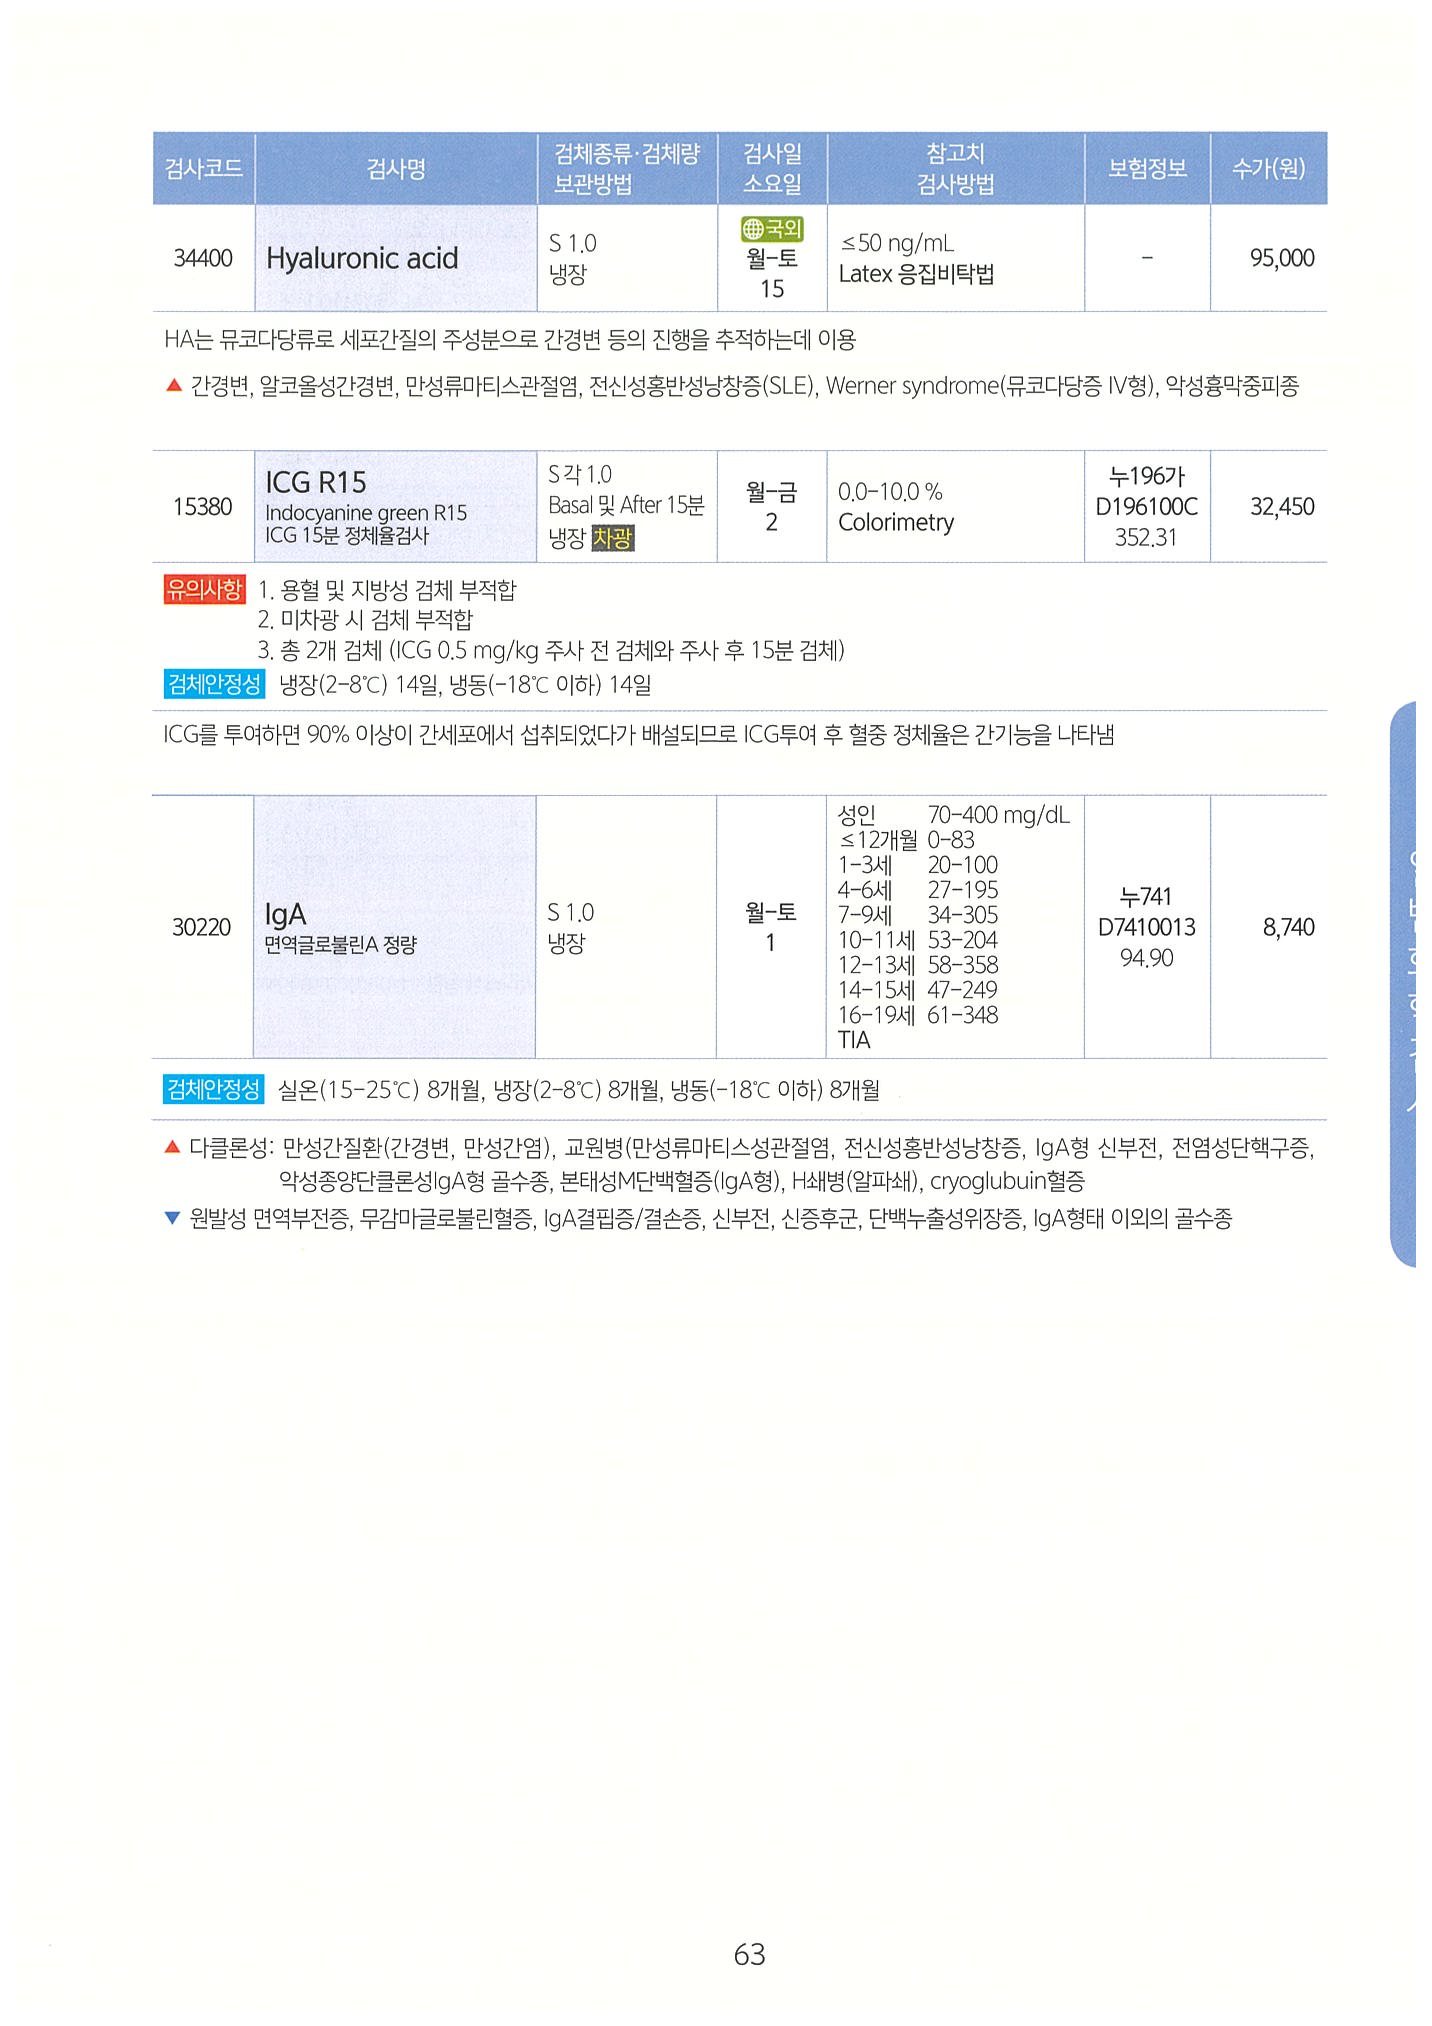 검사코드 검사명 검체종류·검체량 보관방법 검사일 소요일 참고치 검사방법 보험정보 수가(원)
34400 Hyaluronic acid S 1.0 냉장 국외 월-토 15 ≤50 ng/mL Latex 응집비탁법 - 95,000
HA는 뮤코다당류로 세포간질의 주성분으로 간경변 등의 진행을 추적하는데 이용
▲ 간경변, 알코올성간경변, 만성류마티스관절염, 전신성홍반성낭창증(SLE), Werner syndrome(뮤코다당증 IV형), 악성흉막중피종
15380 ICG R15 S 각 1.0 월-금 0.0-10.0 % 누196가 32,450
Indocyanine green R15 Basal 및 After 15분 2 Colorimetry D196100C
ICG 15분 정체율검사 냉장 차광 352.31
유의사항 1. 용혈 및 지방성 검체 부적합
2. 미차광 시 검체 부적합
3. 총 2개 검체 (ICG 0.5 mg/kg 주사 전 검체와 주사 후 15분 검체)
검체안정성 냉장(2-8℃) 14일, 냉동(-18℃ 이하) 14일
ICG를 투여하면 90% 이상이 간세포에서 섭취되었다가 배설되므로 ICG투여 후 혈중 정체율은 간기능을 나타냄
30220 IgA 면역글로불린A 정량 S 1.0 냉장 월-토 1
성인 70-400 mg/dL
≤12개월 0-83
1-3세 20-100
4-6세 27-195
7-9세 34-305
10-11세 53-204
12-13세 58-358
14-15세 47-249
16-19세 61-348
TIA
누741
D7410013
94.90
8,740
검체안정성 실온(15-25℃) 8개월, 냉장(2-8℃) 8개월, 냉동(-18℃ 이하) 8개월
▲ 다클론성: 만성간질환(간경변, 만성간염), 교원병(만성류마티스성관절염, 전신성홍반성낭창증, IgA형 신부전, 전염성단핵구증,
악성종양단클론성IgA형 골수종, 본태성M단백혈증(IgA형), H쇄병(알파쇄), cryoglubuin혈증
▼ 원발성 면역부전증, 무감마글로불린혈증, IgA결핍증/결손증, 신부전, 신증후군, 단백누출성위장증, IgA형태 이외의 골수종
63